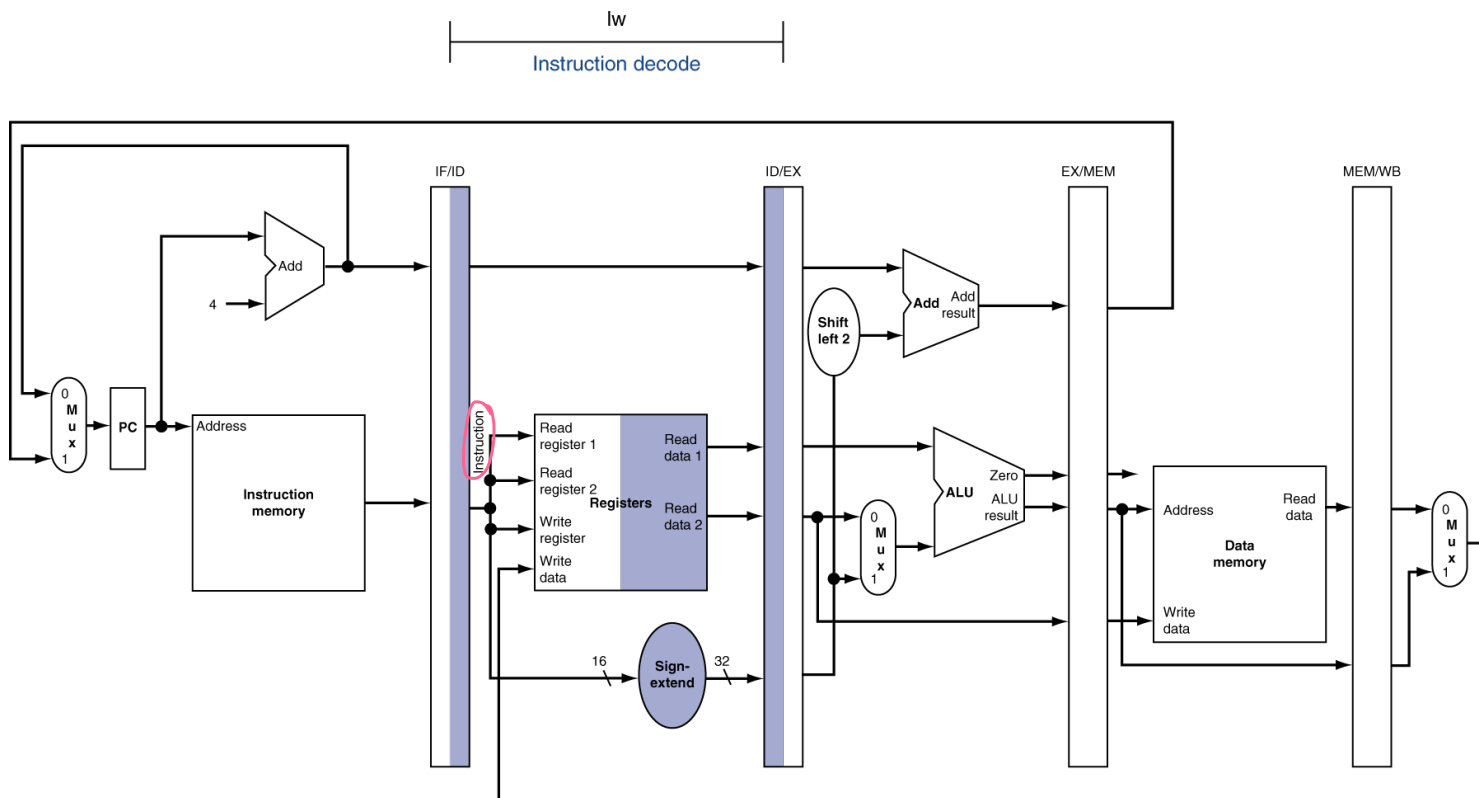 lw
Instruction decode
IF/ID
ID/EX
EX/MEM
MEM/WB
Add
4
Add
Add
result
Shift
left 2
0
M
u
x
1
PC
Address
Instruction
memory
Instruction
Read
register 1
Read
register 2
Write
register
Write
data
Registers
Read
data 1
Read
data 2
16
Sign-
extend
32
0
M
u
x
1
Zero
ALU
ALU
result
Address
Read
data
Data
memory
Write
data
0
M
u
x
1